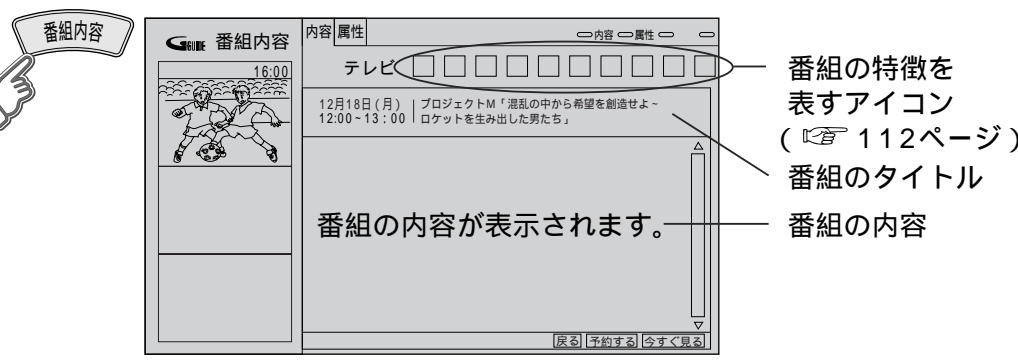 番組内容
GGUIDE 番組内容
内容 属性
内容 属性
テレビ
16:00
12月18日(月) プロジェクトM「混乱の中から希望を創造せよ~
12:00~13:00 ロケットを生み出した男たち」
番組の内容が表示されます。
戻る 予約する 今すぐ見る
番組の特徴を
表すアイコン
(☞ 112ページ)
番組のタイトル
番組の内容